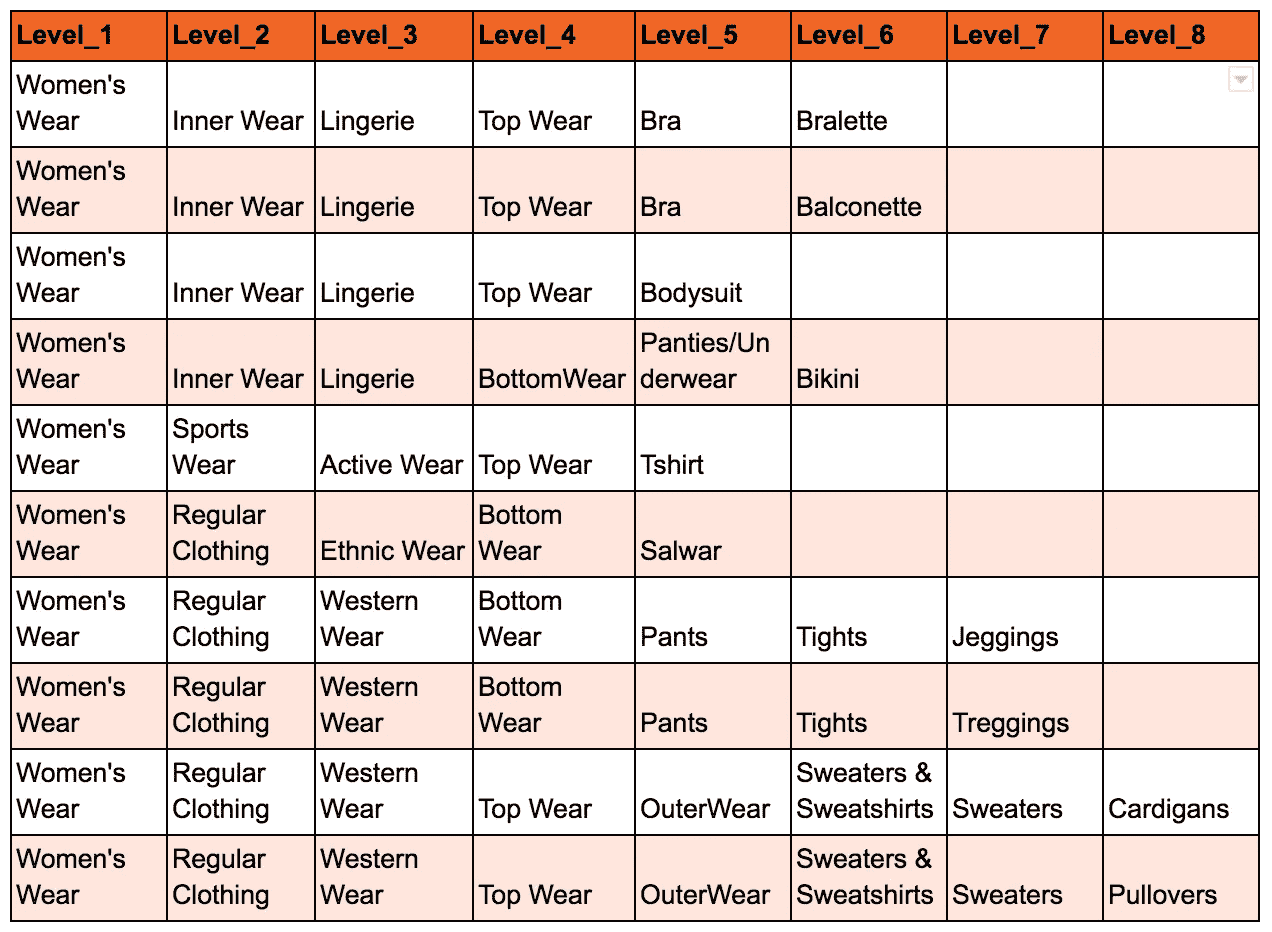 Level_1 Level_2 Level_3 Level_4 Level_5 Level_6 Level_7 Level_8
Women's
Wear Inner Wear Lingerie Top Wear Bra Bralette
Women's
Wear Inner Wear Lingerie Top Wear Bra Balconette
Women's
Wear Inner Wear Lingerie Top Wear Bodysuit
Women's Panties/Un
Wear Inner Wear Lingerie BottomWear derwear Bikini
Women's Sports
Wear Wear Active Wear Top Wear Tshirt
Women's Regular Bottom
Wear Clothing Ethnic Wear Wear Salwar
Women's Regular Western Bottom
Wear Clothing Wear Wear Pants Tights Jeggings
Women's Regular Western Bottom
Wear Clothing Wear Wear Pants Tights Treggings
Women's Regular Western Sweaters &
Wear Clothing Wear Top Wear OuterWear Sweatshirts Sweaters Cardigans
Women's Regular Western Sweaters &
Wear Clothing Wear Top Wear OuterWear Sweatshirts Sweaters Pullovers